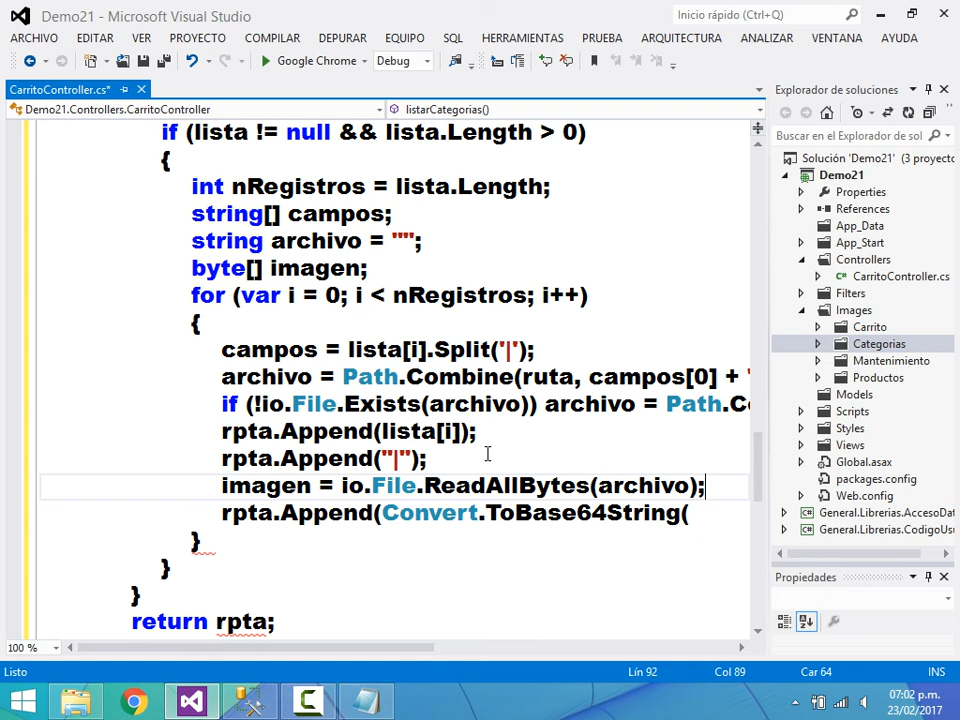 Demo21 - Microsoft Visual Studio
Inicio rápido (Ctrl+Q)
ARCHIVO EDITAR VER PROYECTO COMPILAR DEPURAR EQUIPO SQL HERRAMIENTAS PRUEBA ARQUITECTURA ANALIZAR VENTANA AYUDA
Google Chrome Debug
CarritoController.cs*
Demo21.Controllers.CarritoController listarCategorias()
if (lista != null && lista.Length > 0)
{
int nRegistros = lista.Length;
string[] campos;
string archivo = "";
byte[] imagen;
for (var i = 0; i < nRegistros; i++)
{
campos = lista[i].Split('|');
archivo = Path.Combine(ruta, campos[0] + "
if (!io.File.Exists(archivo)) archivo = Path.Co
rpta.Append(lista[i]);
rpta.Append("|");
imagen = io.File.ReadAllBytes(archivo);
rpta.Append(Convert.ToBase64String(
}
}
}
return rpta;
100 %
Explorador de soluciones
Buscar en el Explorador de sol
Solución 'Demo21' (3 proyecto
Demo21
Properties
References
App_Data
App_Start
Controllers
CarritoController.cs
Filters
Images
Carrito
Categorias
Mantenimiento
Productos
Models
Scripts
Styles
Views
Global.asax
packages.config
Web.config
General.Librerias.AccesoDat
General.Librerias.CodigoUsu
Propiedades
Listo Lín 92 Col 89 Car 64 INS
07:02 p.m.
23/02/2017